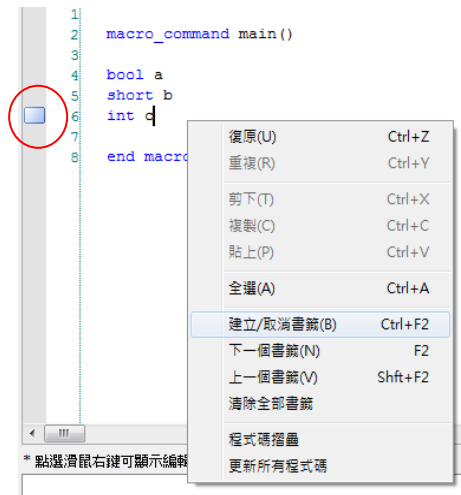 1
2 macro_command main()
3
4 bool a
5 short b
6 int c
7
8 end macro
復原(U) Ctrl+Z
重複(R) Ctrl+Y
剪下(T) Ctrl+X
複製(C) Ctrl+C
貼上(P) Ctrl+V
全選(A) Ctrl+A
建立/取消書籤(B) Ctrl+F2
下一個書籤(N) F2
上一個書籤(V) Shft+F2
清除全部書籤
程式碼摺疊
更新所有程式碼
* 點選滑鼠右鍵可顯示編輯